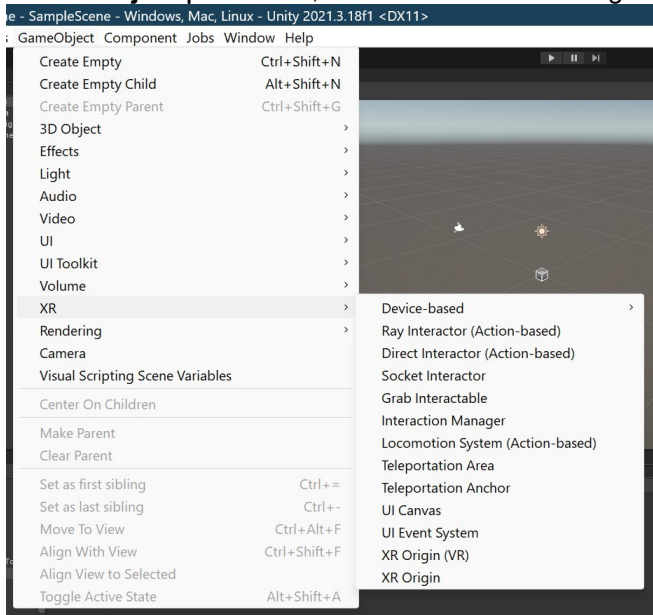 SampleScene - Windows, Mac, Linux - Unity 2021.3.18f1 <DX11>
GameObject Component Jobs Window Help
Create Empty Ctrl+Shift+N
Create Empty Child Alt+Shift+N
Create Empty Parent Ctrl+Shift+G
3D Object
Effects
Light
Audio
Video
UI
UI Toolkit
Volume
XR
Rendering
Camera
Visual Scripting Scene Variables
Center On Children
Make Parent
Clear Parent
Set as first sibling Ctrl+=
Set as last sibling Ctrl+-
Move To View Ctrl+Alt+F
Align With View Ctrl+Shift+F
Align View to Selected
Toggle Active State Alt+Shift+A
Device-based
Ray Interactor (Action-based)
Direct Interactor (Action-based)
Socket Interactor
Grab Interactable
Interaction Manager
Locomotion System (Action-based)
Teleportation Area
Teleportation Anchor
UI Canvas
UI Event System
XR Origin (VR)
XR Origin